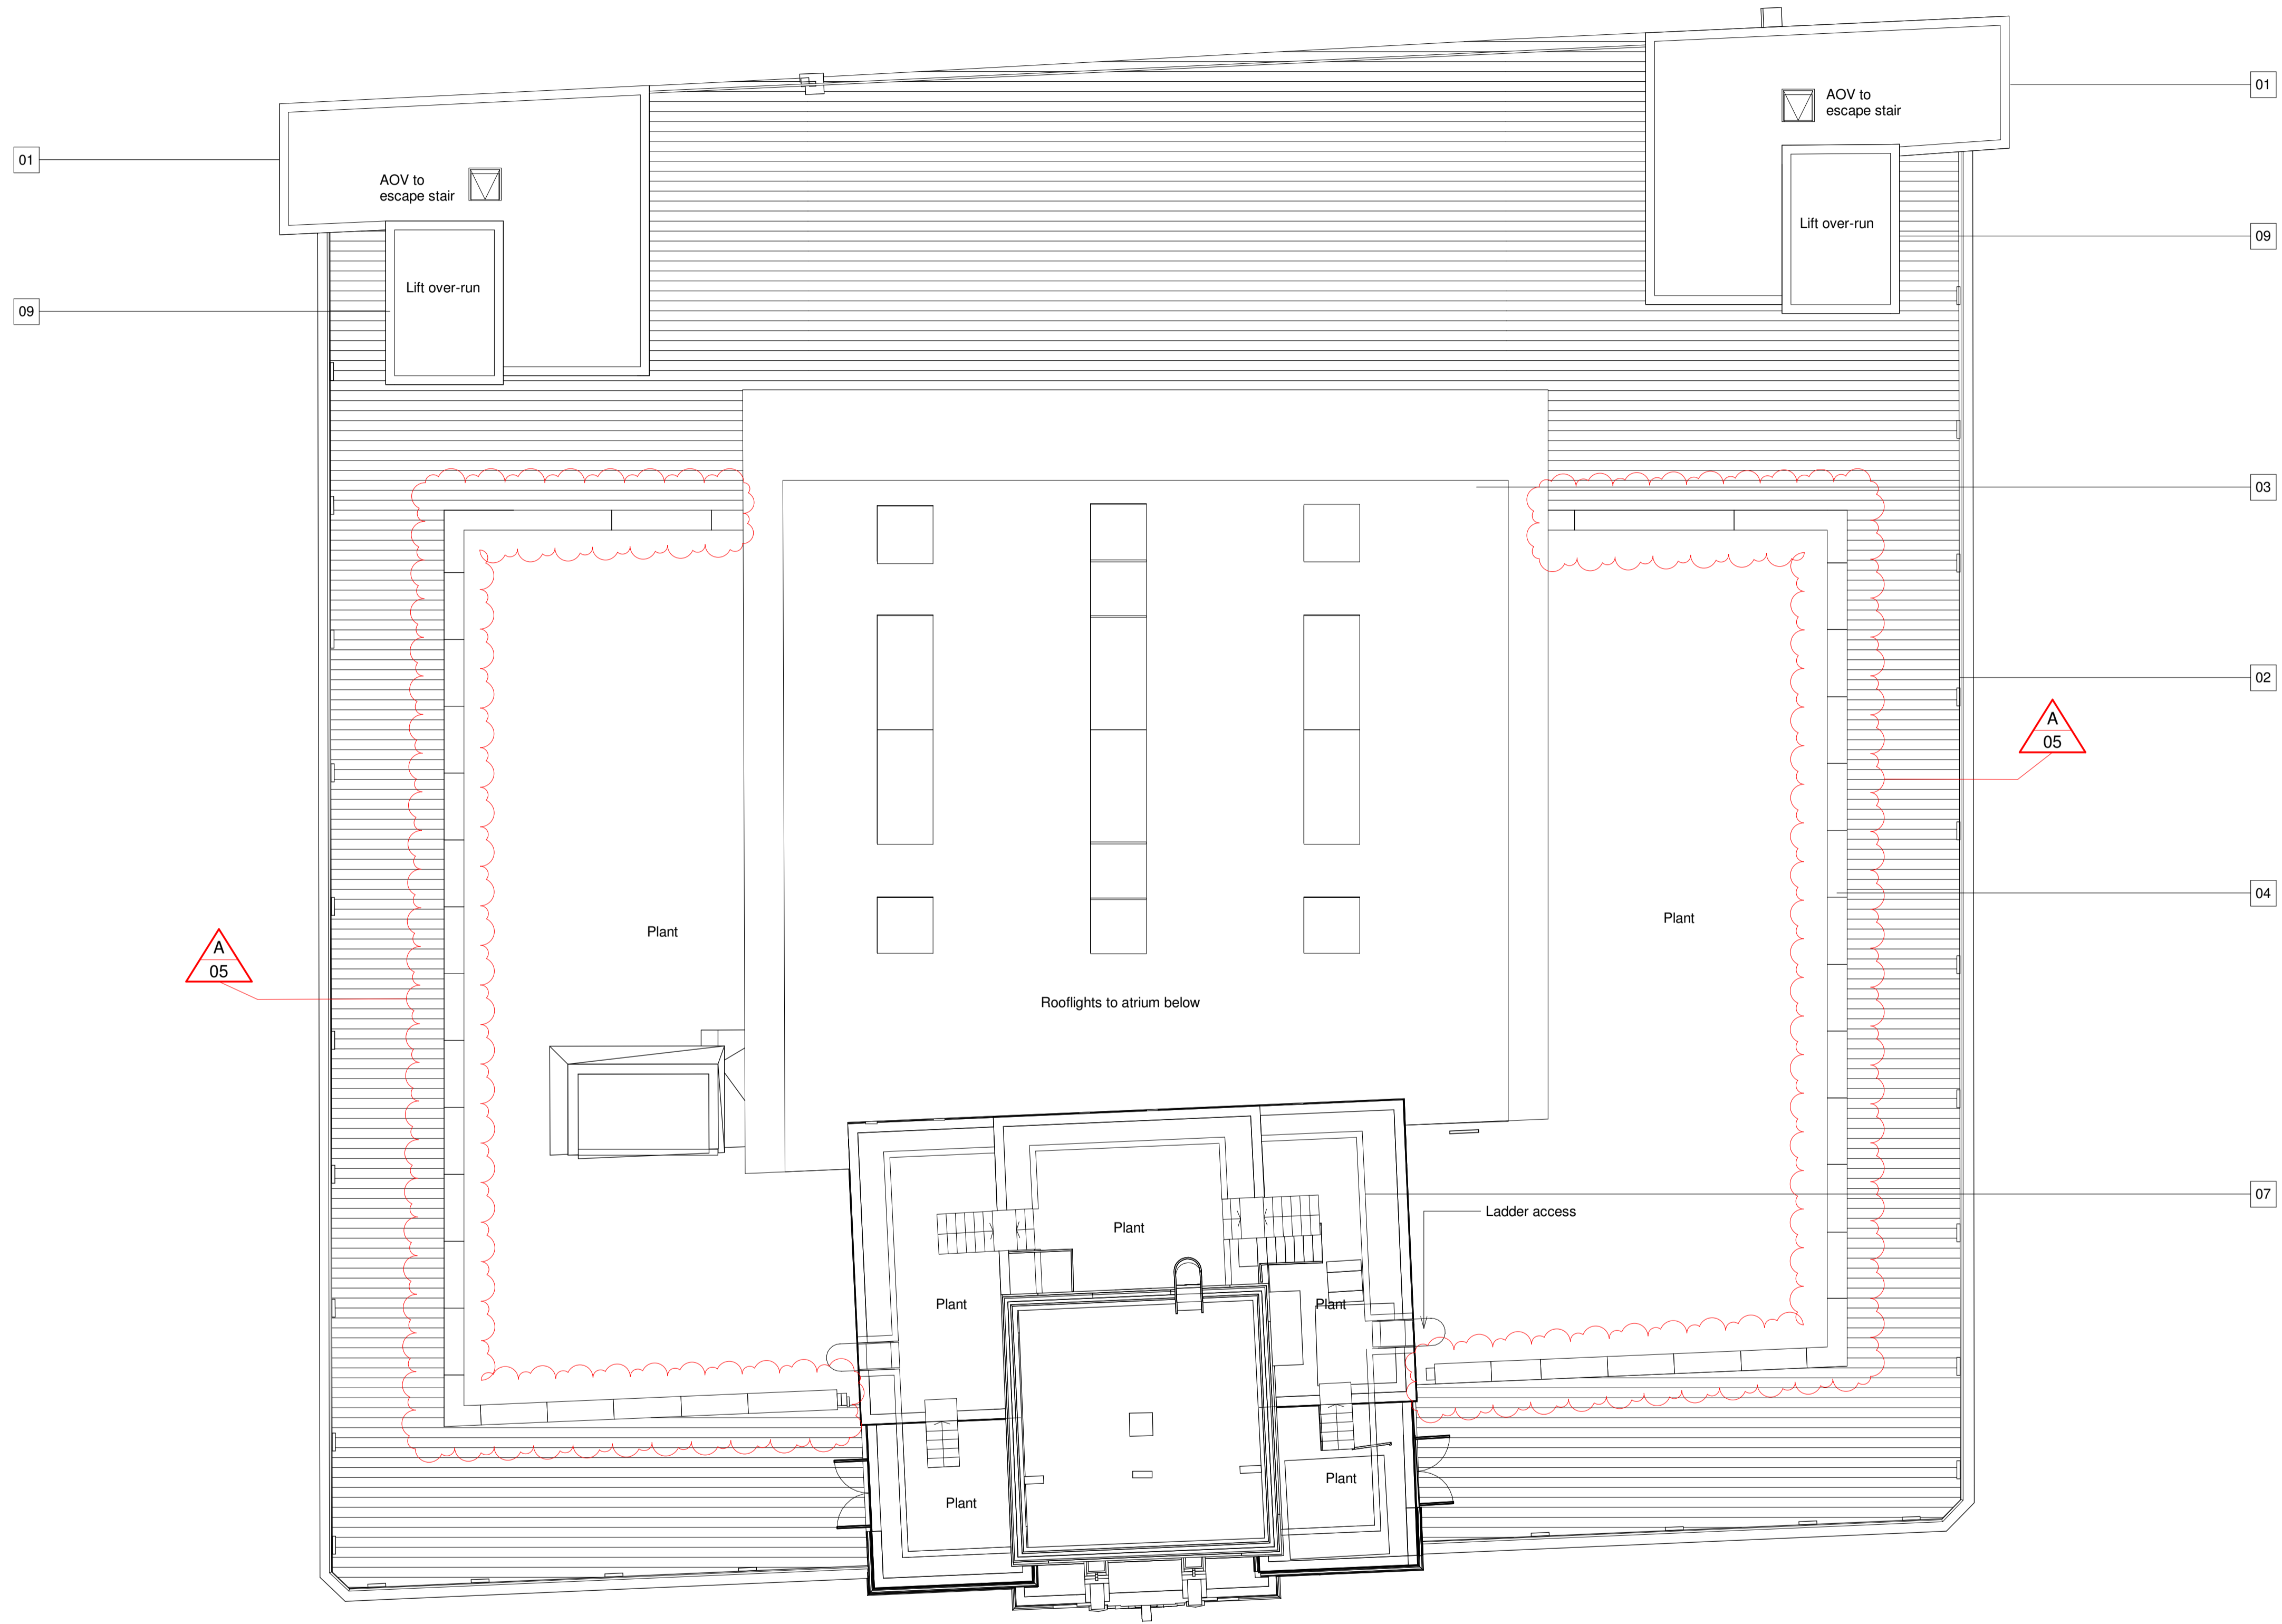 01
AOV to
escape stair
01
AOV to
escape stair
Lift over-run
09
Lift over-run
09
03
02
A
05
04
Plant
Plant
A
05
Rooflights to atrium below
07
Ladder access
Plant
Plant
Plant
Plant
Plant